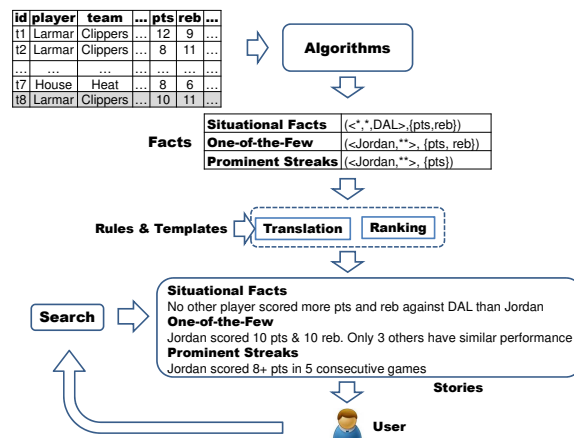 id player team ... pts reb ...
t1 Larmar Clippers ... 12 9 ...
t2 Larmar Clippers ... 8 11 ...
... ... ... ... ... ... ...
t7 House Heat ... 8 6 ...
t8 Larmar Clippers ... 10 11 ...
Algorithms
Facts
Situational Facts (<*,*,DAL>,{pts,reb})
One-of-the-Few (<Jordan,**>, {pts, reb})
Prominent Streaks (<Jordan,**>, {pts})
Rules & Templates
Translation
Ranking
Search
Situational Facts
No other player scored more pts and reb against DAL than Jordan
One-of-the-Few
Jordan scored 10 pts & 10 reb. Only 3 others have similar performance
Prominent Streaks
Jordan scored 8+ pts in 5 consecutive games
Stories
User